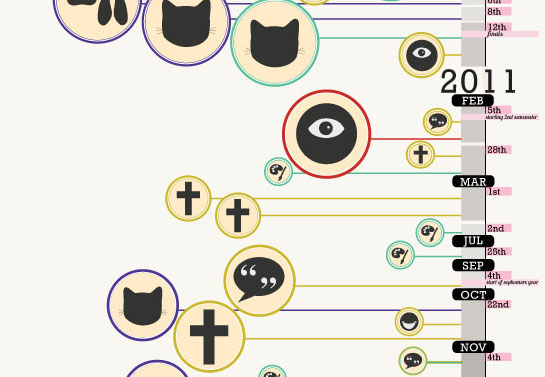 8th
12th
finals
2011
FEB
5th
starting 2nd semester
28th
MAR
1st
2nd
JUL
25th
SEP
4th
start of sophomore year
OCT
22nd
NOV
4th